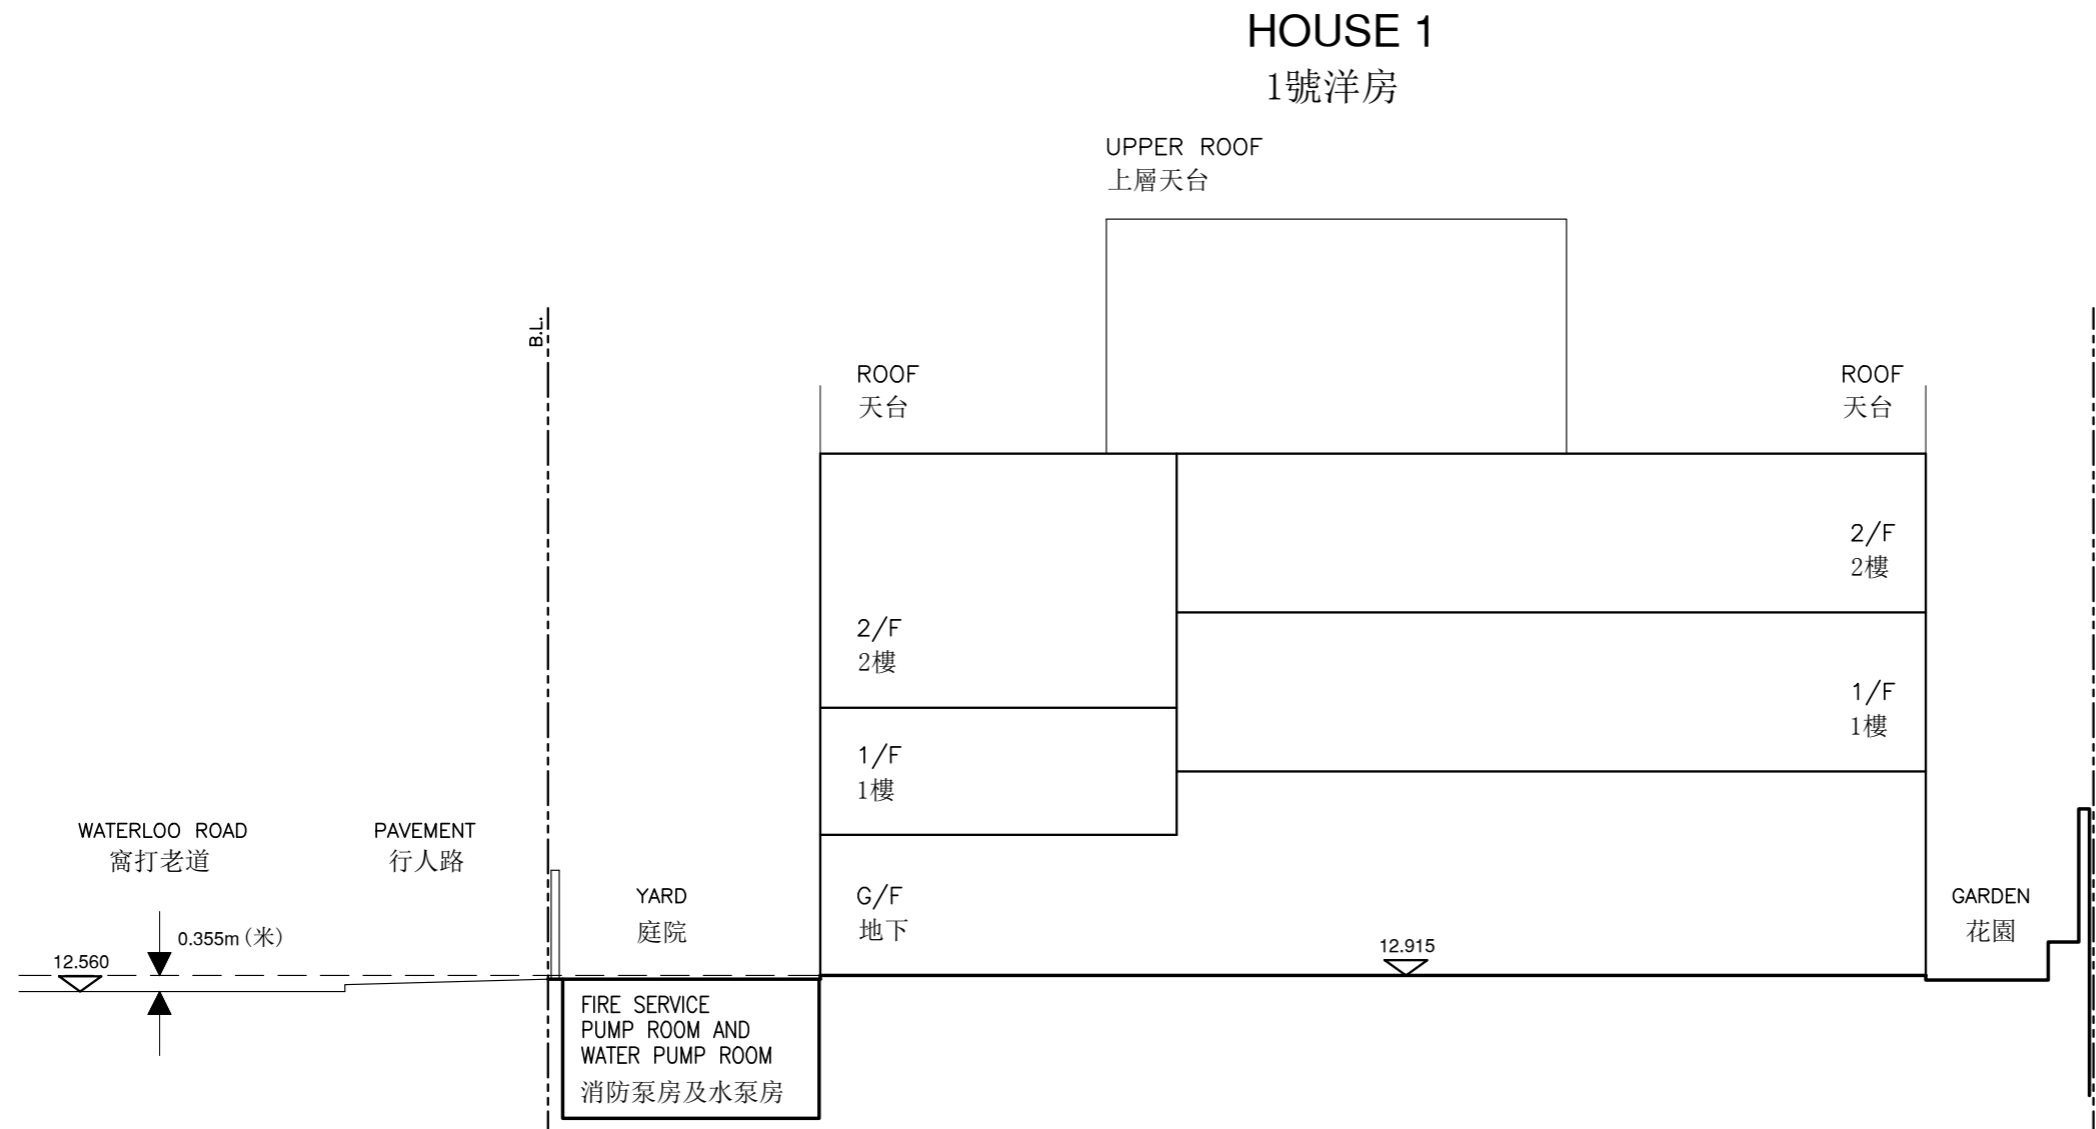 HOUSE 1
1號洋房
UPPER ROOF
上層天台
B.L.
ROOF
天台
ROOF
天台
2/F
2樓
2/F
2樓
1/F
1樓
1/F
1樓
WATERLOO ROAD
窩打老道
PAVEMENT
行人路
YARD
庭院
G/F
地下
GARDEN
花園
0.355m (米)
12.560
12.915
FIRE SERVICE
PUMP ROOM AND
WATER PUMP ROOM
消防泵房及水泵房